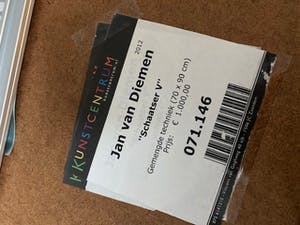 KUNSTCENTRUM
Jan van Diemen
2012
"Schaatser V"
Gemengde techniek (70 x 90 cm)
Prijs: € 1.000,00
071.146